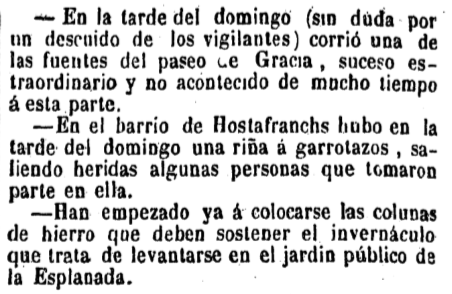 — En la tarde del domingo (sin duda por
un descuido de los vigilantes) corrió una de
las fuentes del paseo de Gracia, suceso es-
traordinario y no acontecido de mucho tiempo
á esta parte.
—En el barrio de Hostafranchs hubo en la
tarde del domingo una riña á garrotazos, sa-
liendo heridas algunas personas que tomaron
parte en ella.
—Han empezado ya á colocarse las colunas
de hierro que deben sostener el invernáculo
que trata de levantarse en el jardin público de
la Esplanada.